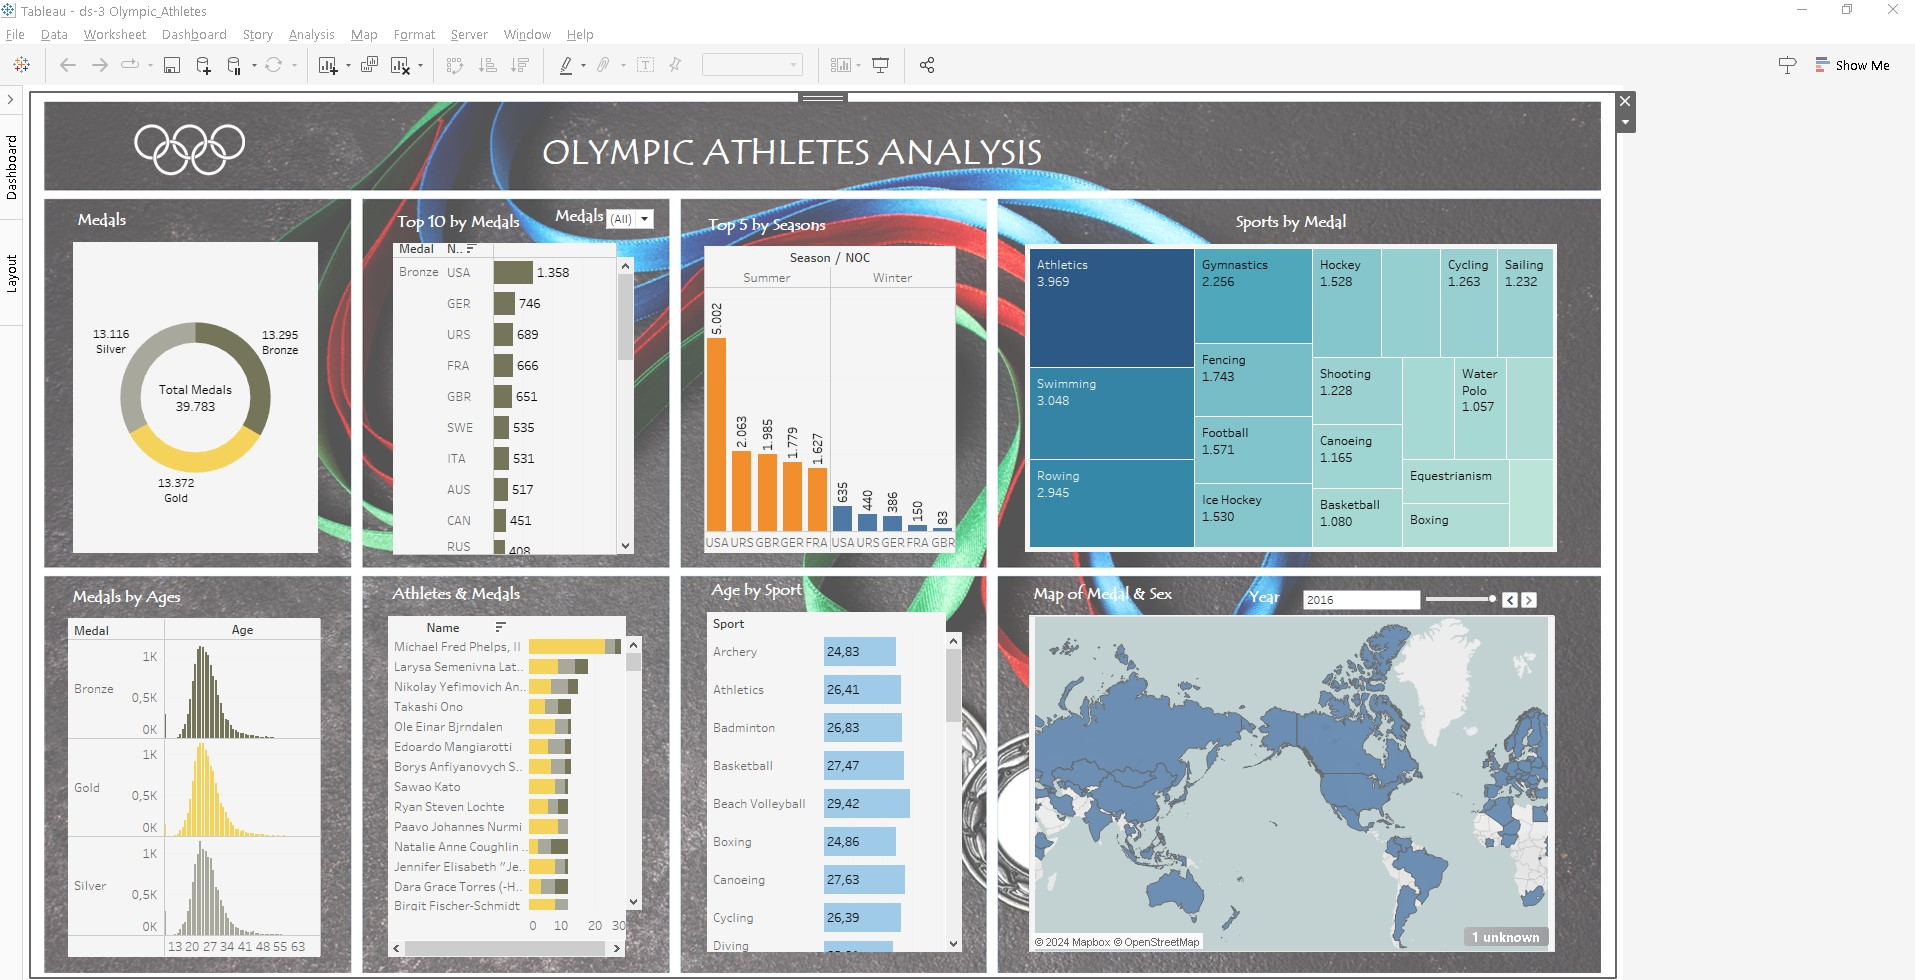 Tableau - ds-3 Olympic_Athletes
File Data Worksheet Dashboard Story Analysis Map Format Server Window Help
Show Me
Dashboard
Layout
OLYMPIC ATHLETES ANALYSIS
Medals
13.116
Silver
13.295
Bronze
Total Medals
39.783
13.372
Gold
Top 10 by Medals
Medals (All)
Medal N..
Bronze USA 1.358
GER 746
URS 689
FRA 666
GBR 651
SWE 535
ITA 531
AUS 517
CAN 451
RUS 408
Top 5 by Seasons
Season / NOC
Summer Winter
5.002 2.063 1.985 1.779 1.627 635 440 386 150 83
USA URS GBR GER FRA USA URS GER FRA GBR
Sports by Medal
Athletics
3.969
Swimming
3.048
Rowing
2.945
Gymnastics
2.256
Fencing
1.743
Football
1.571
Ice Hockey
1.530
Hockey
1.528
Cycling
1.263
Sailing
1.232
Shooting
1.228
Canoeing
1.165
Basketball
1.080
Water
Polo
1.057
Equestrianism
Boxing
Medals by Ages
Medal Age
Bronze
1K
0,5K
0K
Gold
1K
0,5K
0K
Silver
1K
0,5K
0K
13 20 27 34 41 48 55 63
Athletes & Medals
Name
Michael Fred Phelps, II
Larysa Semenivna Lat..
Nikolay Yefimovich An..
Takashi Ono
Ole Einar Bjrndalen
Edoardo Mangiarotti
Borys Anfiyanovych S..
Sawao Kato
Ryan Steven Lochte
Paavo Johannes Nurmi
Natalie Anne Coughlin ..
Jennifer Elisabeth "Je..
Dara Grace Torres (-H..
Birgit Fischer-Schmidt
0 10 20 30
Age by Sport
Sport
Archery 24,83
Athletics 26,41
Badminton 26,83
Basketball 27,47
Beach Volleyball 29,42
Boxing 24,86
Canoeing 27,63
Cycling 26,39
Diving
Map of Medal & Sex
Year 2016
© 2024 Mapbox © OpenStreetMap
1 unknown